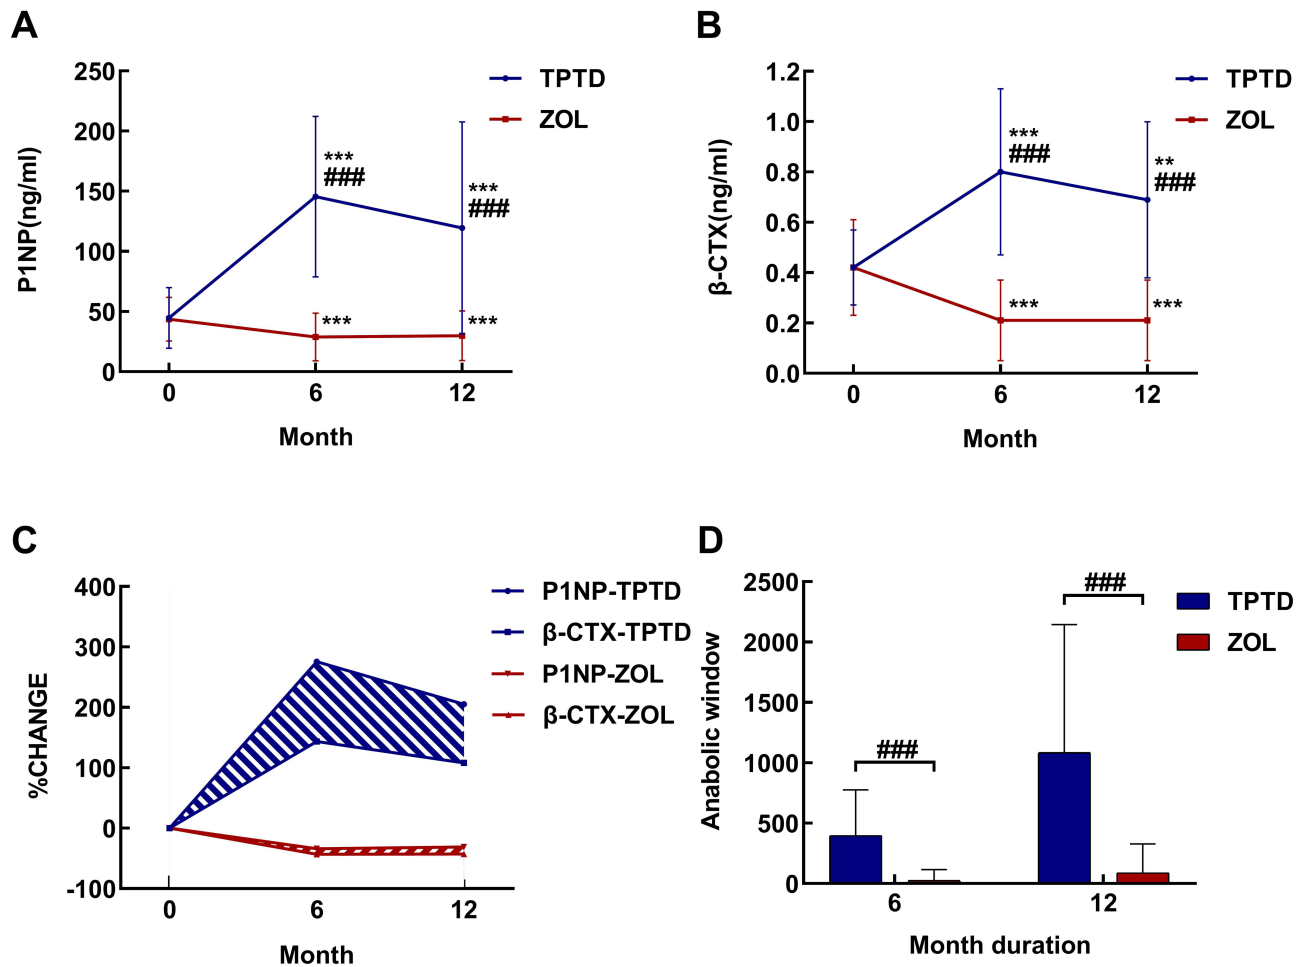 A
P1NP(ng/ml)
250
200
150
100
50
0
0
6
12
Month
TPTD
ZOL
***
###
***
###
***
***
B
β-CTX(ng/ml)
1.2
1.0
0.8
0.6
0.4
0.2
0.0
0
6
12
Month
TPTD
ZOL
***
###
**
###
***
***
C
%CHANGE
400
300
200
100
0
-100
0
6
12
Month
P1NP-TPTD
β-CTX-TPTD
P1NP-ZOL
β-CTX-ZOL
D
Anabolic window
2500
2000
1500
1000
500
0
6
12
Month duration
###
###
TPTD
ZOL